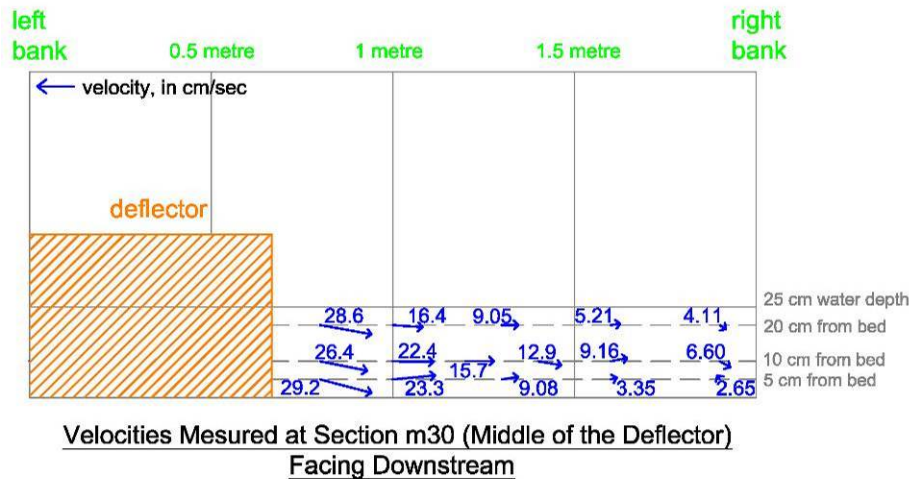 left bank
0.5 metre
1 metre
1.5 metre
right bank
velocity, in cm/sec
deflector
25 cm water depth
28.6 16.4 9.05 5.21 4.11
20 cm from bed
26.4 22.4 12.9 9.16 6.60
10 cm from bed
15.7
5 cm from bed
29.2 23.3 9.08 3.35 2.65
Velocities Mesured at Section m30 (Middle of the Deflector)
Facing Downstream